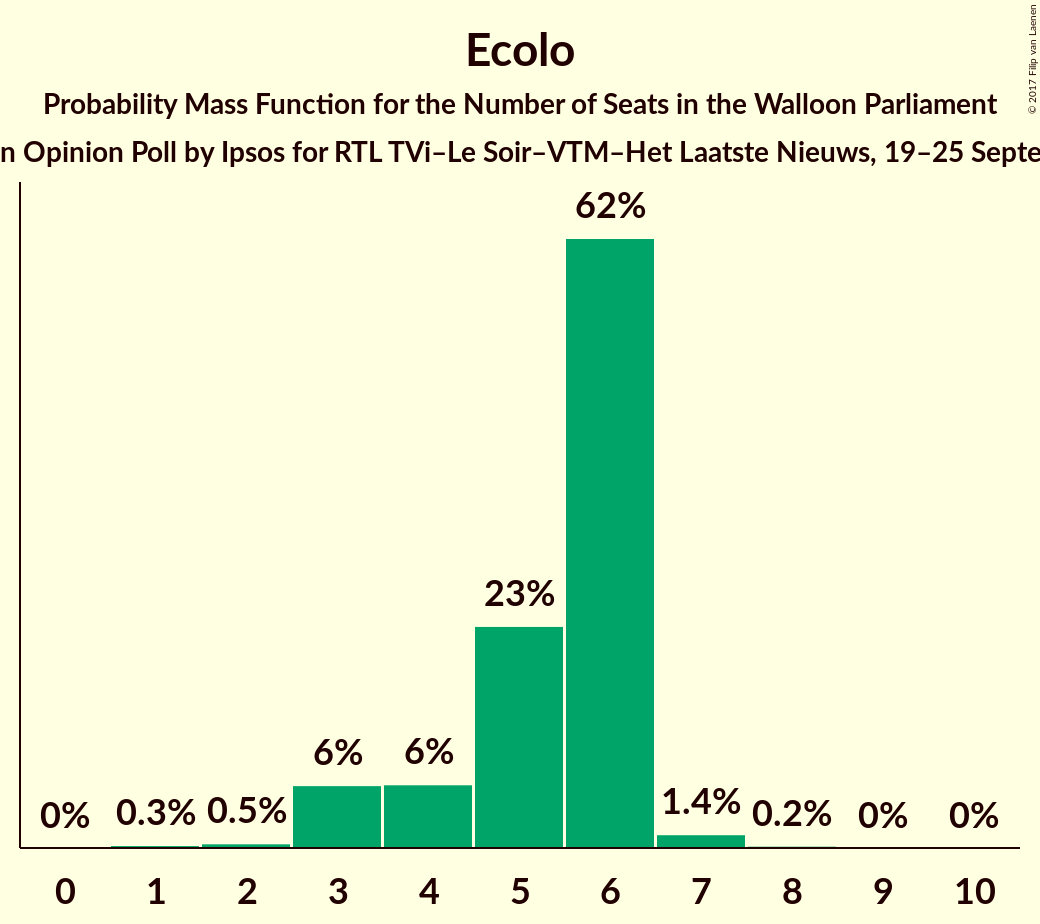 Ecolo
Probability Mass Function for the Number of Seats in the Walloon Parliament
n Opinion Poll by Ipsos for RTL TVi–Le Soir–VTM–Het Laatste Nieuws, 19–25 Septe
© 2017 Filip van Laenen
0% 0.3% 0.5% 6% 6% 23% 62% 1.4% 0.2% 0% 0%
0 1 2 3 4 5 6 7 8 9 10